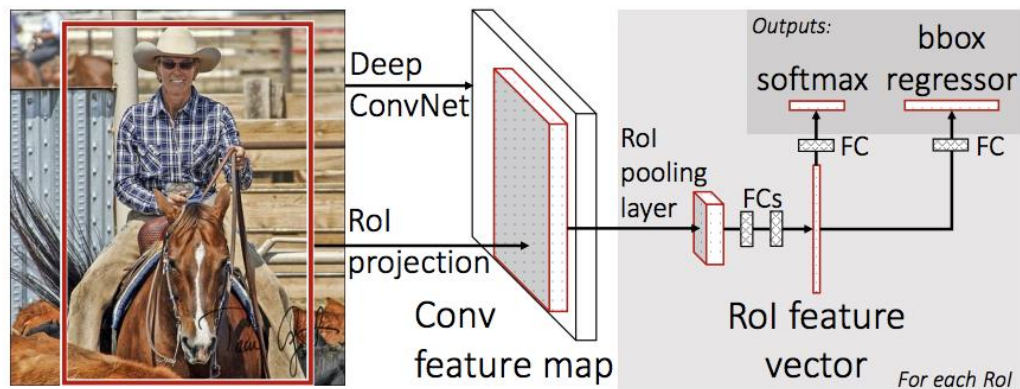 Deep
ConvNet
RoI
projection
Conv
feature map
RoI
pooling
layer
FCs
RoI feature
vector
Outputs:
softmax
bbox
regressor
FC
FC
For each RoI